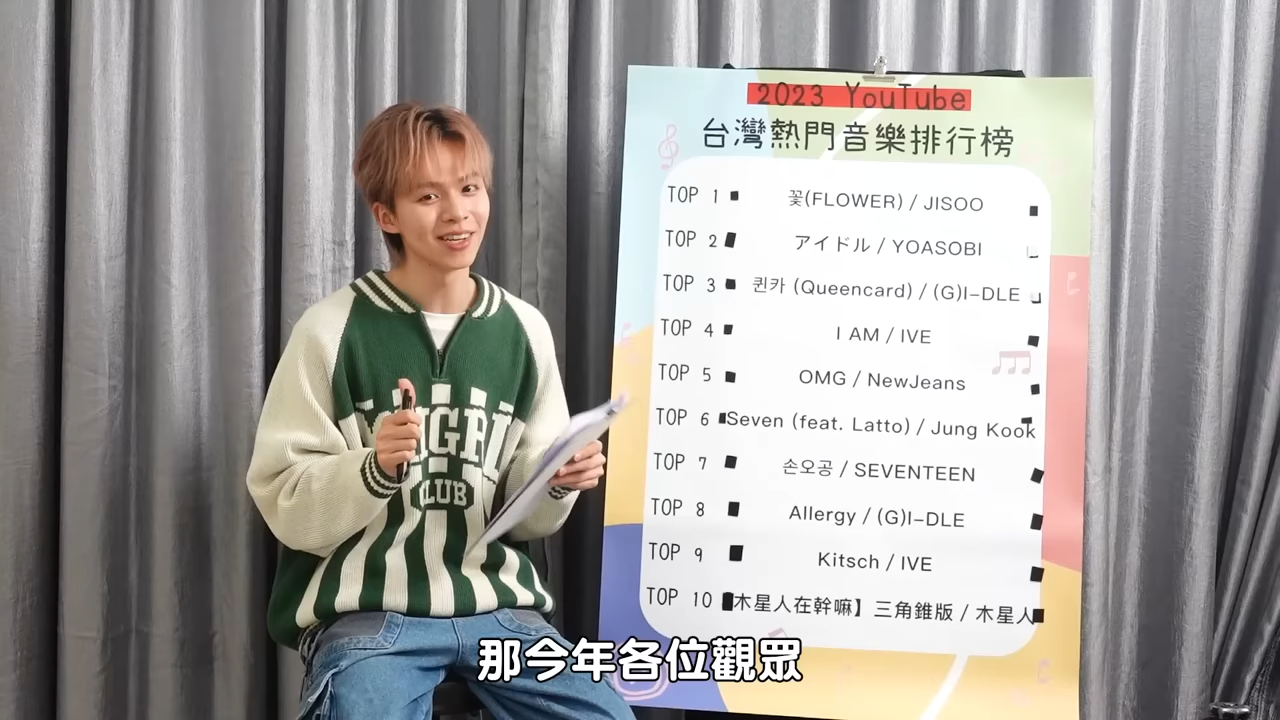 2023 YouTube
台灣熱門音樂排行榜
TOP 1 꽃(FLOWER) / JISOO
TOP 2 アイドル / YOASOBI
TOP 3 퀸카 (Queencard) / (G)I-DLE
TOP 4 I AM / IVE
TOP 5 OMG / NewJeans
TOP 6 Seven (feat. Latto) / Jung Kook
TOP 7 손오공 / SEVENTEEN
TOP 8 Allergy / (G)I-DLE
TOP 9 Kitsch / IVE
TOP 10 木星人在幹嘛】三角錐版 / 木星人
CLUB
那今年各位觀眾